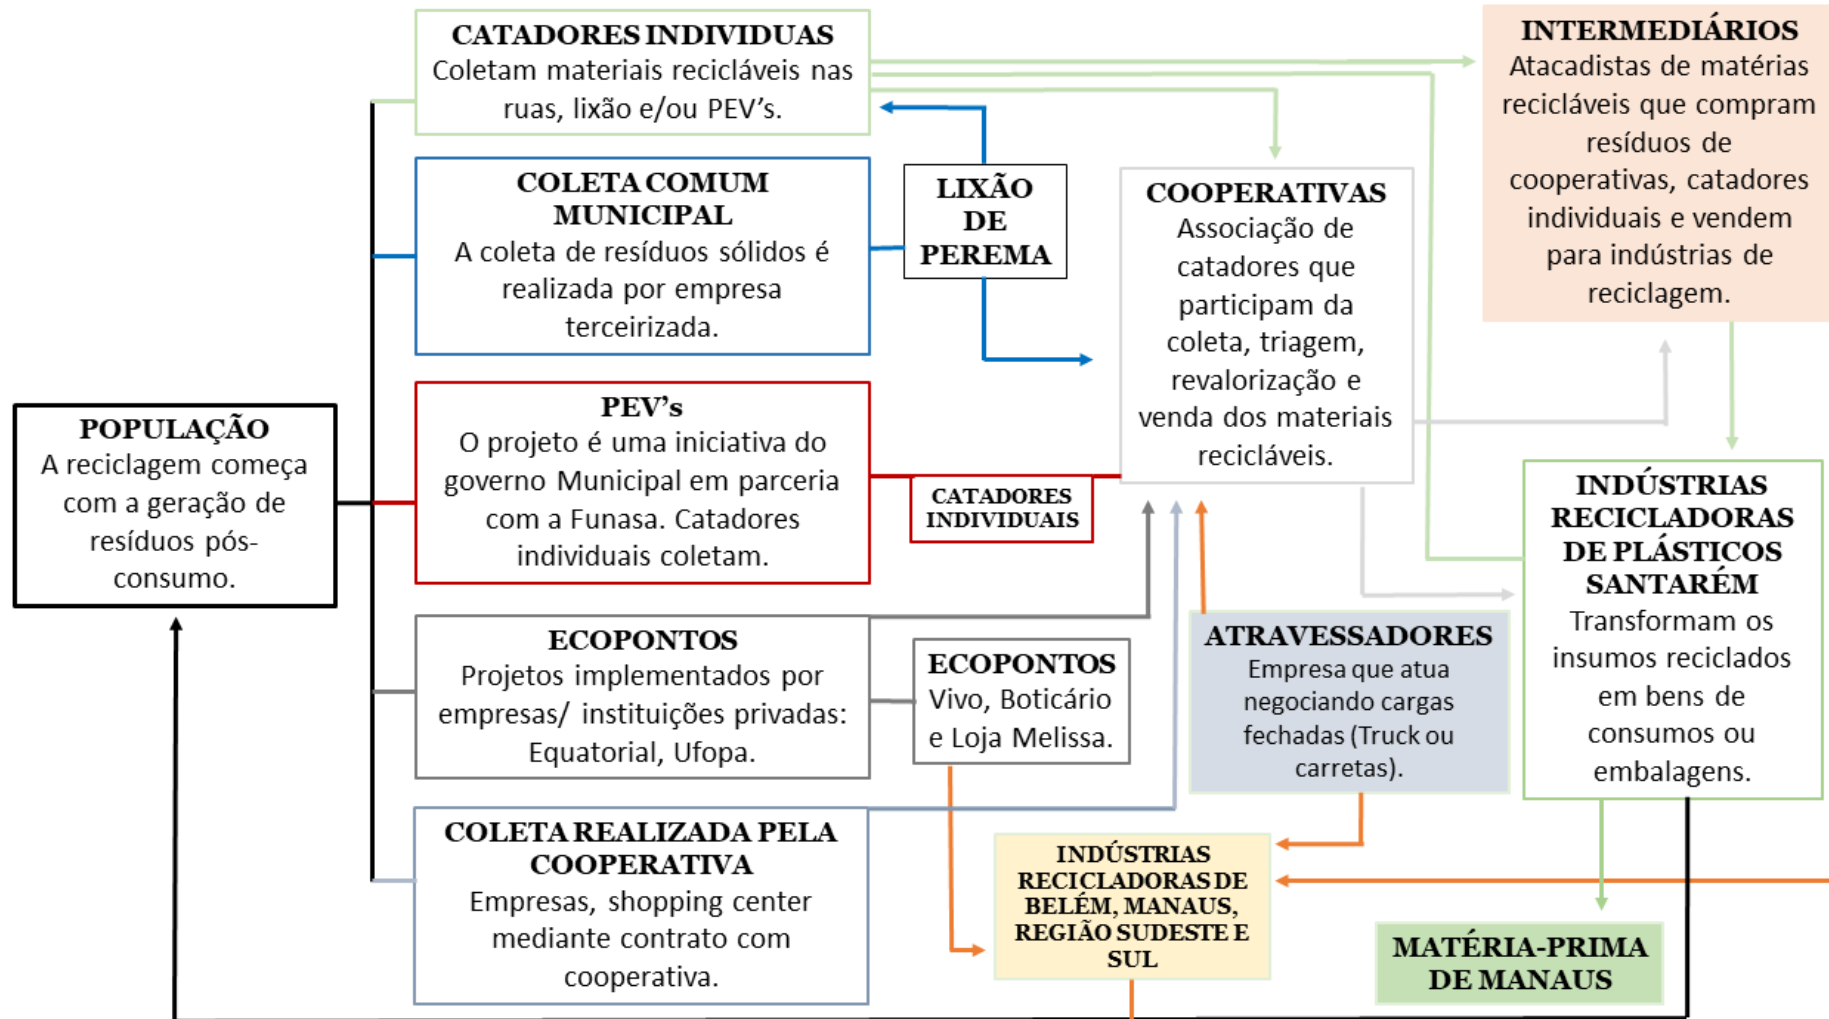 CATADORES INDIVIDUAS
Coletam materiais recicláveis nas
ruas, lixão e/ou PEV’s.
INTERMEDIÁRIOS
Atacadistas de matérias
recicláveis que compram
resíduos de
cooperativas, catadores
individuais e vendem
para indústrias de
reciclagem.
COLETA COMUM
MUNICIPAL
A coleta de resíduos sólidos é
realizada por empresa
terceirizada.
LIXÃO
DE
PEREMA
COOPERATIVAS
Associação de
catadores que
participam da
coleta, triagem,
revalorização e
venda dos materiais
recicláveis.
POPULAÇÃO
A reciclagem começa
com a geração de
resíduos pós-
consumo.
PEV’s
O projeto é uma iniciativa do
governo Municipal em parceria
com a Funasa. Catadores
individuais coletam.
CATADORES
INDIVIDUAIS
INDÚSTRIAS
RECICLADORAS
DE PLÁSTICOS
SANTARÉM
Transformam os
insumos reciclados
em bens de
consumos ou
embalagens.
ECOPONTOS
Projetos implementados por
empresas/ instituições privadas:
Equatorial, Ufopa.
ECOPONTOS
Vivo, Boticário
e Loja Melissa.
ATRAVESSADORES
Empresa que atua
negociando cargas
fechadas (Truck ou
carretas).
COLETA REALIZADA PELA
COOPERATIVA
Empresas, shopping center
mediante contrato com
cooperativa.
INDÚSTRIAS
RECICLADORAS DE
BELÉM, MANAUS,
REGIÃO SUDESTE E
SUL
MATÉRIA-PRIMA
DE MANAUS